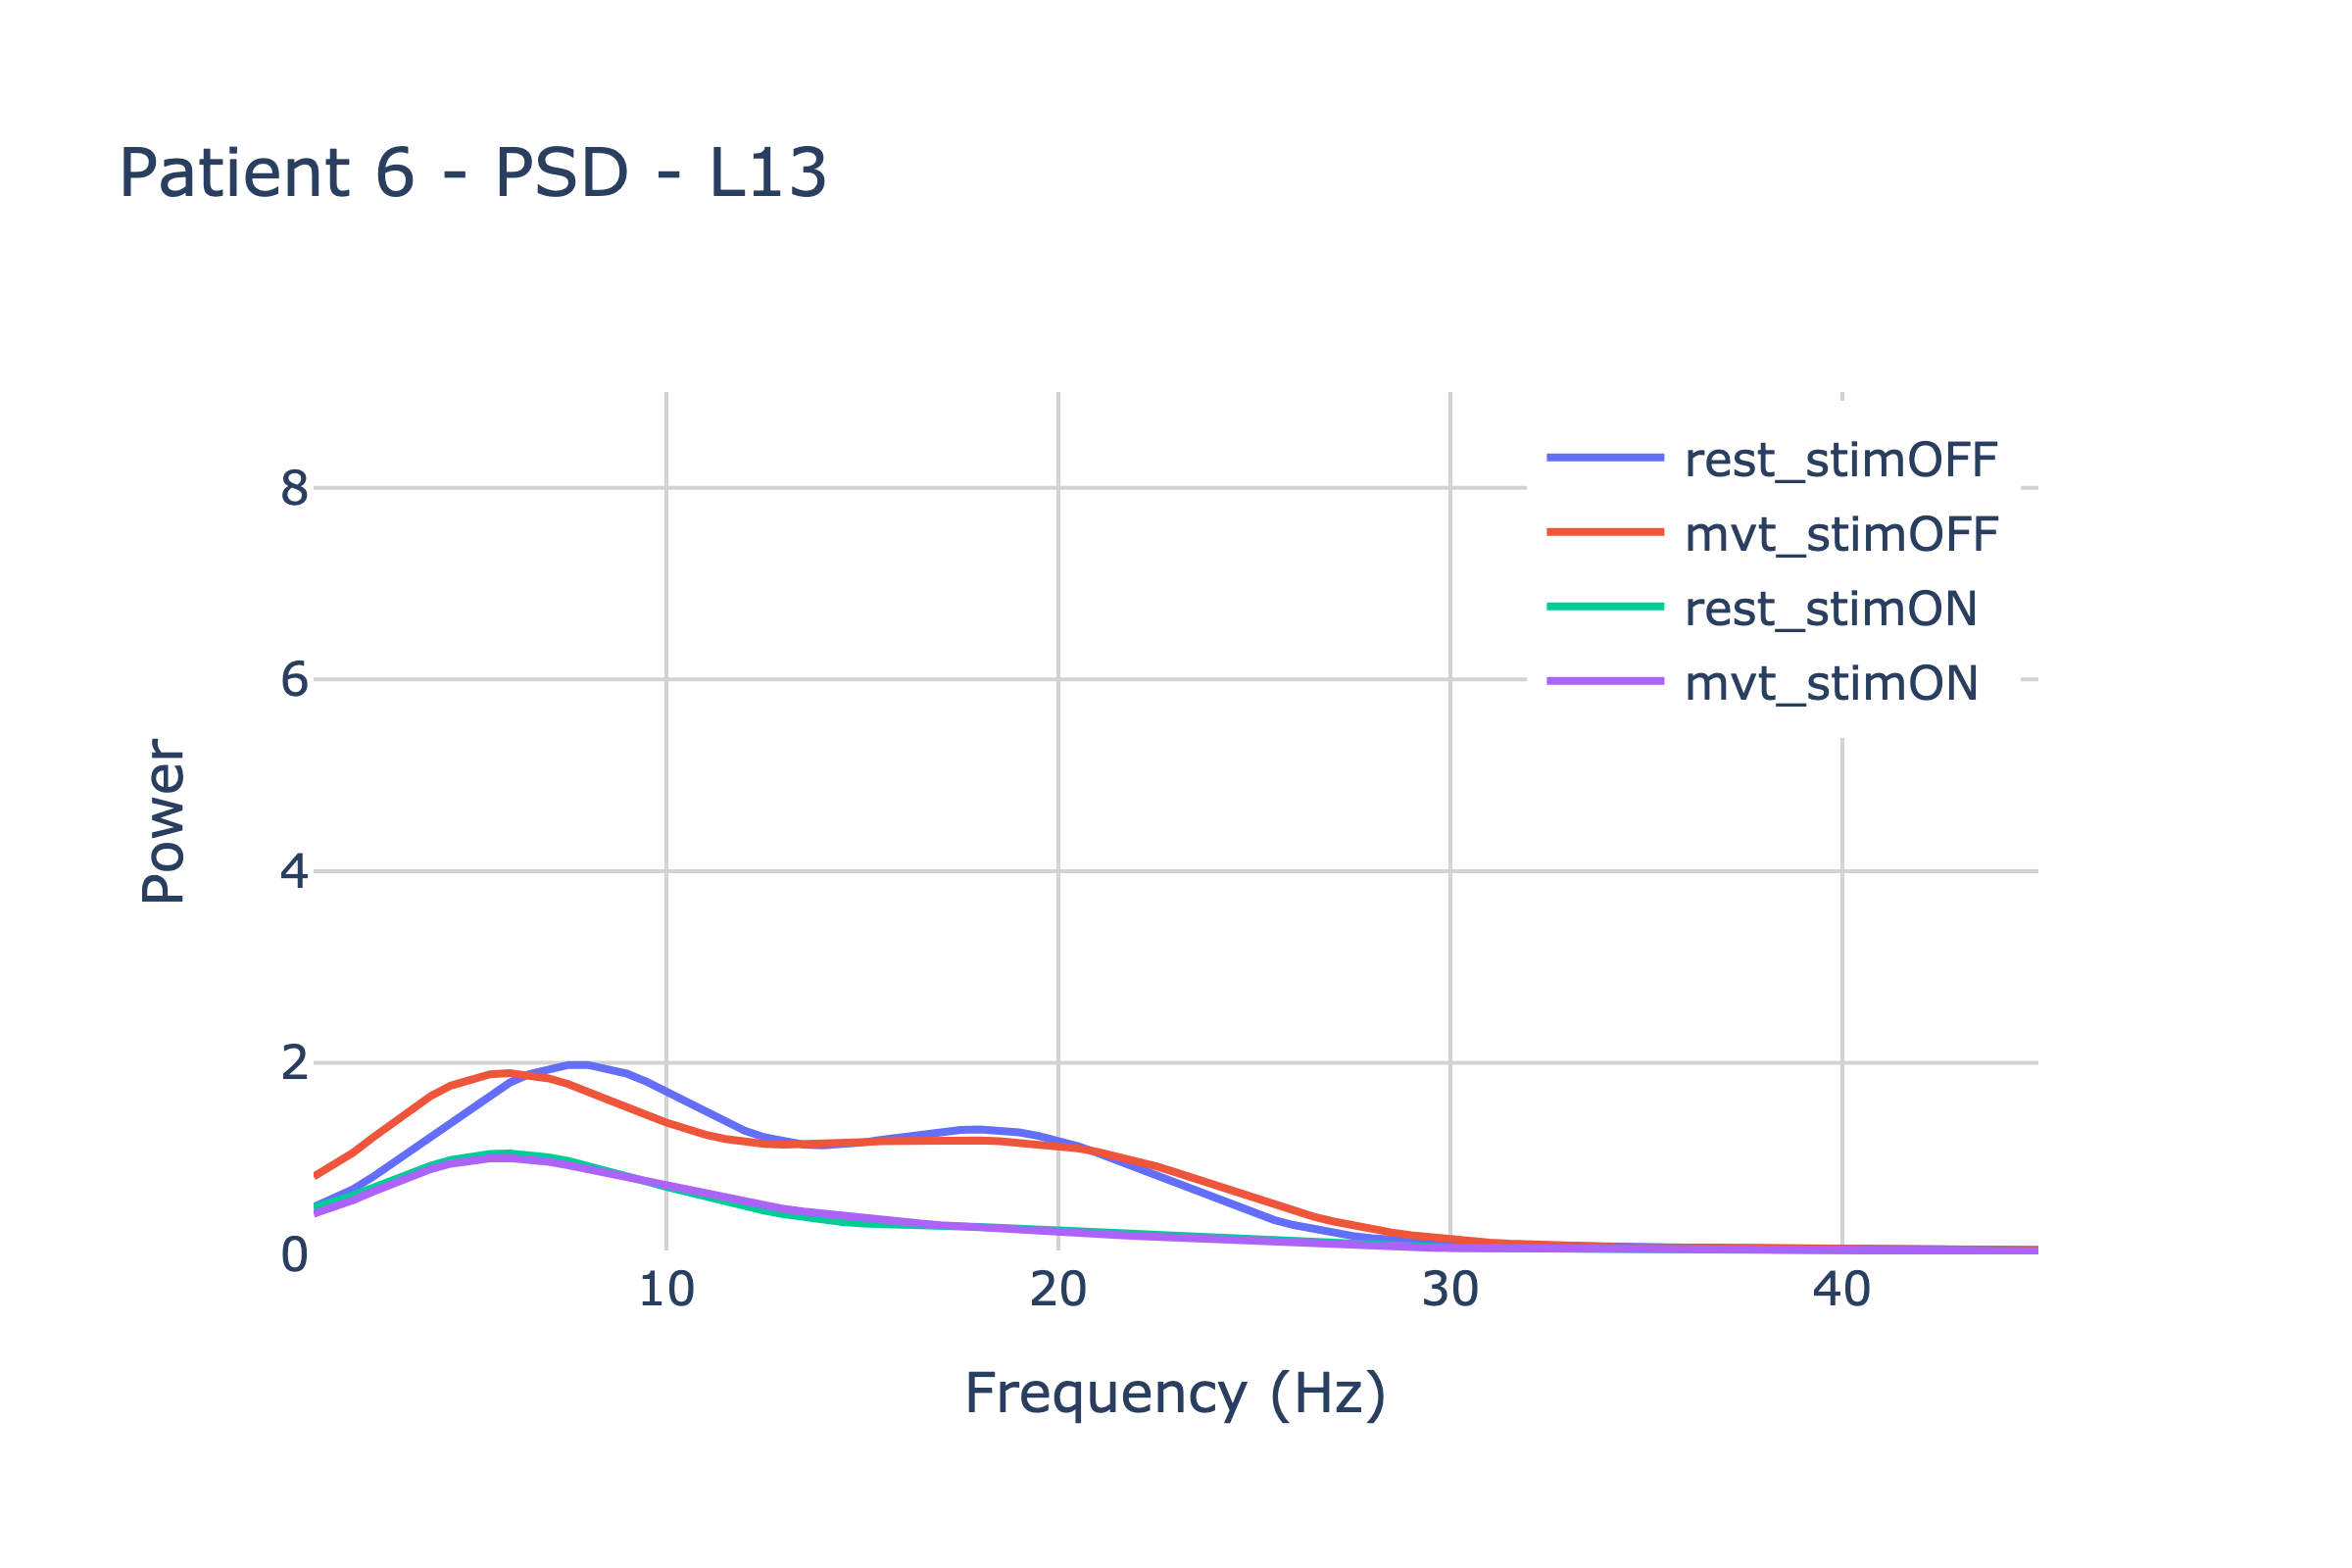 Patient 6 - PSD - L13
rest_stimOFF
mvt_stimOFF
rest_stimON
mvt_stimON
8
6
4
2
0
Power
10 20 30 40
Frequency (Hz)